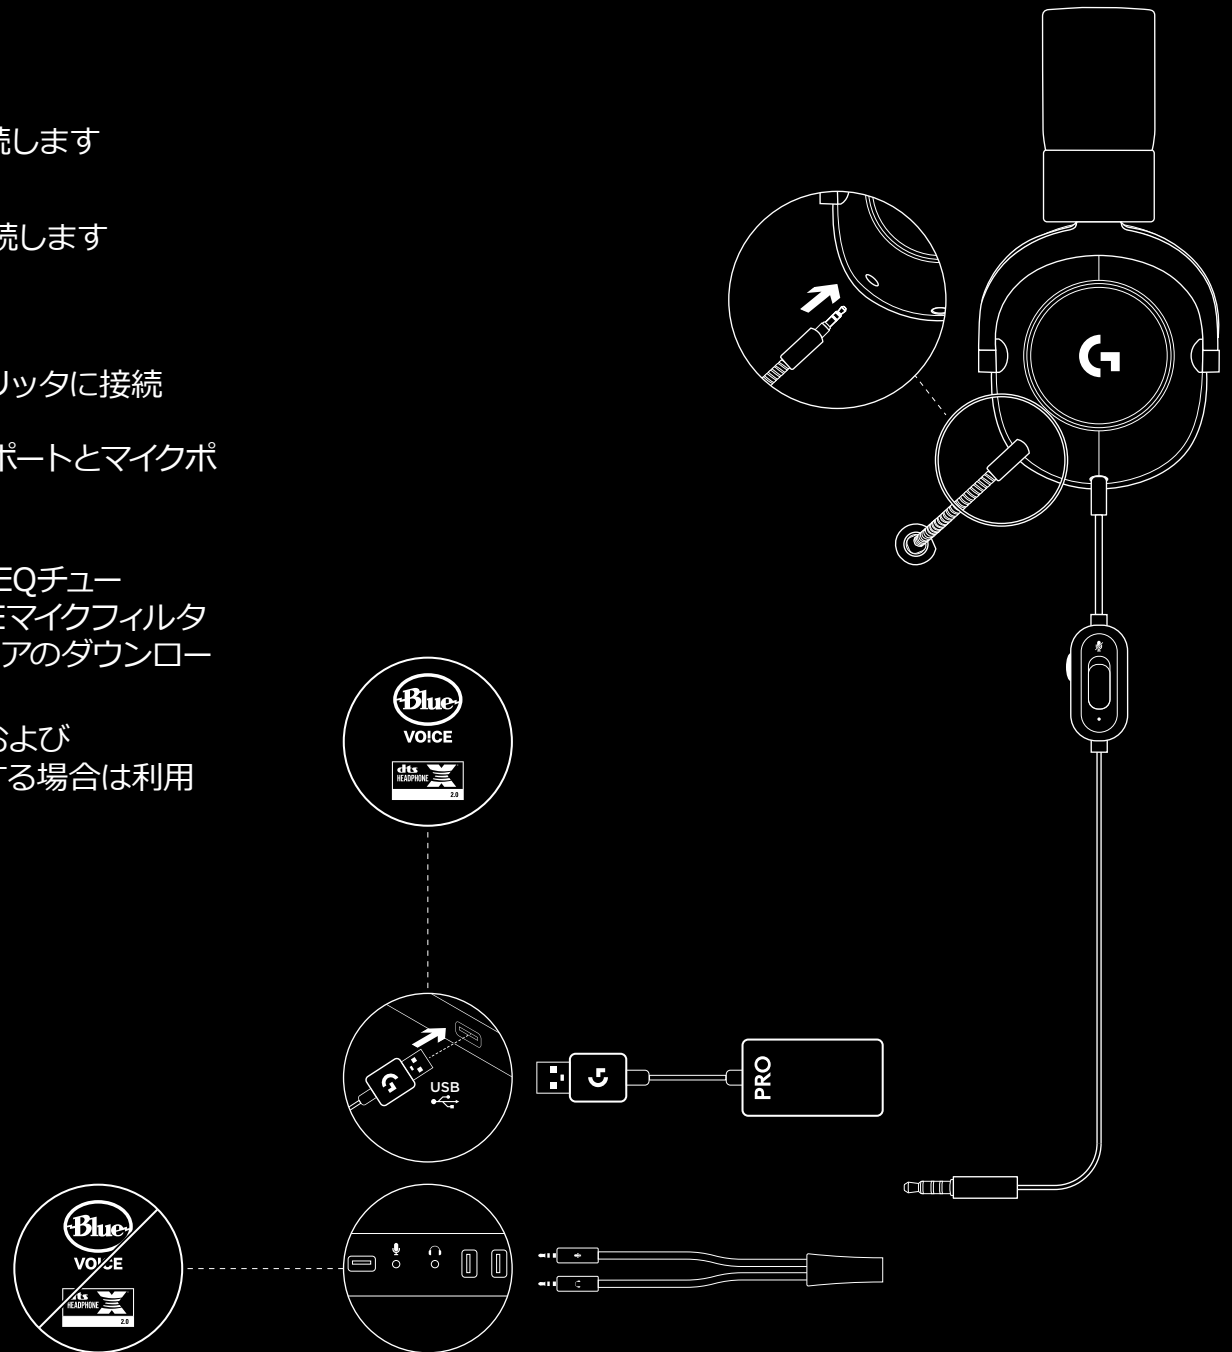 続します
続します
リッタに接続
ポートとマイクポ
EQチュー
Eマイクフィルタ
アのダウンロー
および
する場合は利用
Blue
VO!CE
dts
HEADPHONE X
2.0
USB
PRO
Blue
VO!CE
dts
HEADPHONE X
2.0